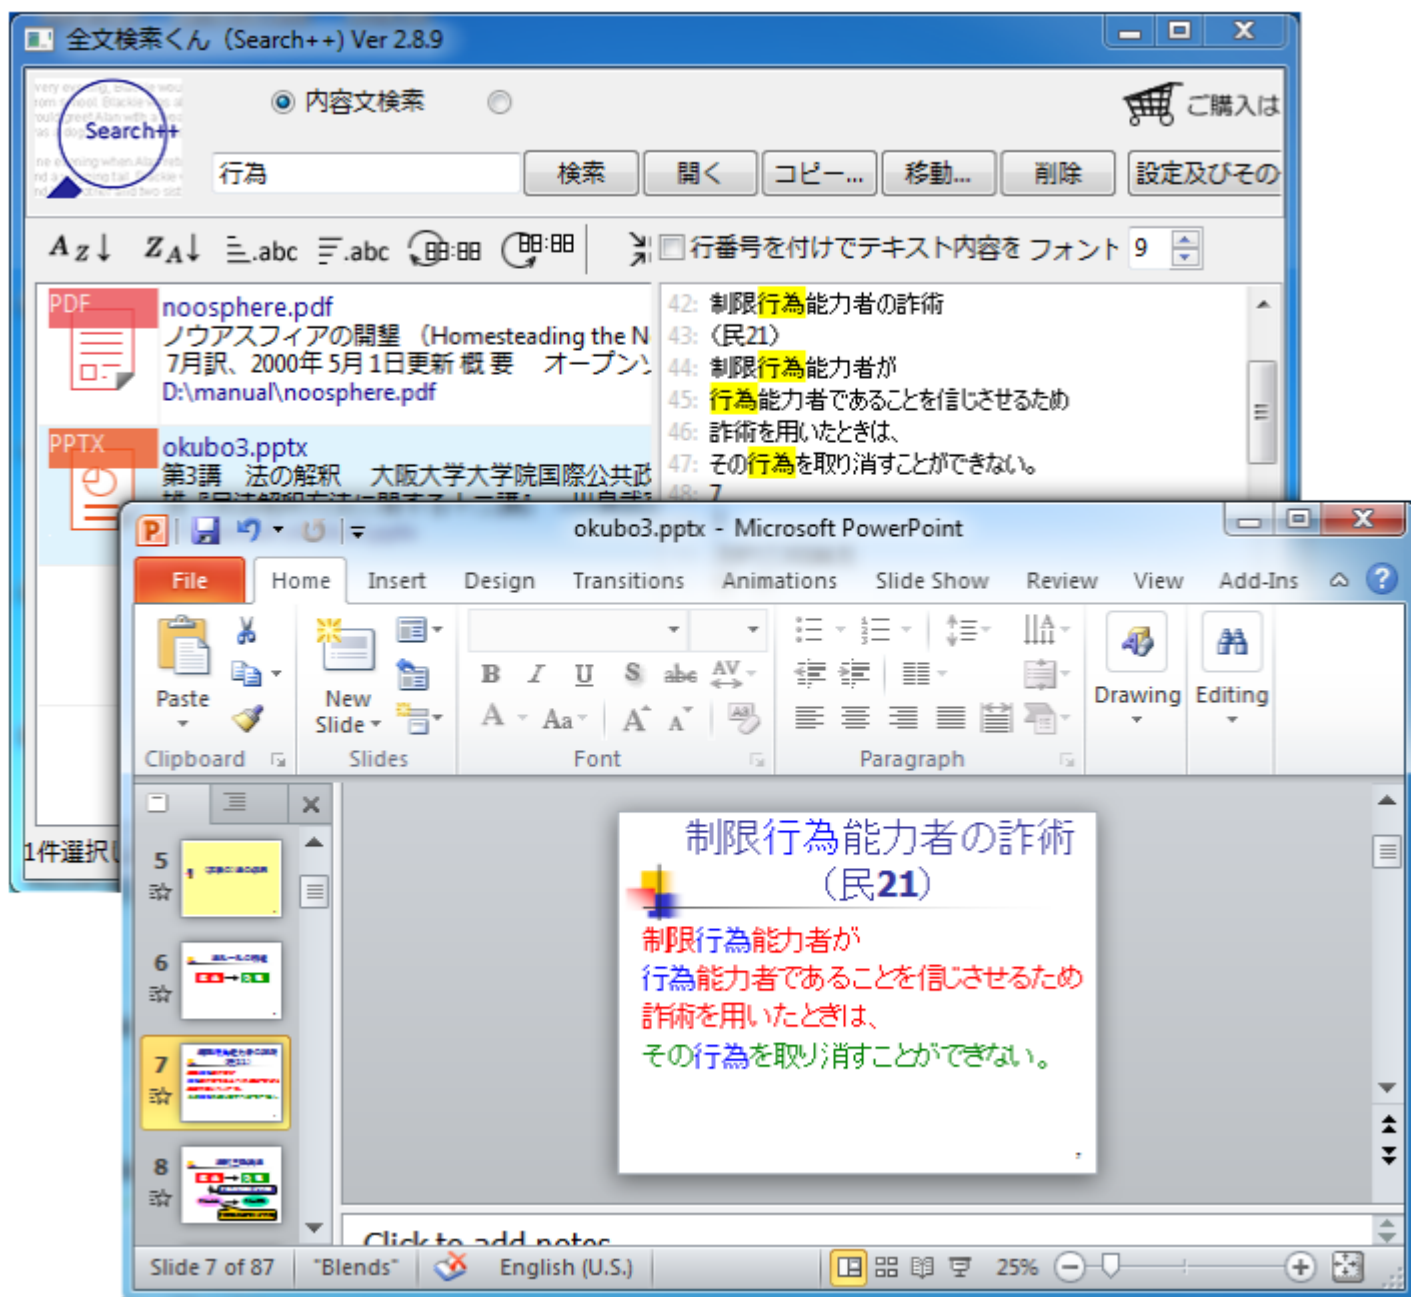 全文検索くん（Search++) Ver 2.8.9
Search++
内容文検索
ご購入は
行為
検索
開く
コピー...
移動...
削除
設定及びその
A Z↓
Z A↓
.abc
.abc
行番号を付けでテキスト内容を フォント 9
PDF
noosphere.pdf
ノウアスフィアの開墾 （Homesteading the N
7月訳、2000年 5月 1日更新 概 要 オープンソ
D:\manual\noosphere.pdf
PPTX
okubo3.pptx
第3講 法の解釈 大阪大学大学院国際公共政
42: 制限行為能力者の詐術
43: (民21)
44: 制限行為能力者が
45: 行為能力者であることを信じさせるため
46: 詐術を用いたときは、
47: その行為を取り消すことができない。
48: 7
1件選択し
okubo3.pptx - Microsoft PowerPoint
File Home Insert Design Transitions Animations Slide Show Review View Add-Ins
Paste
New Slide
B I U S abc AV
A Aa A A
Drawing
Editing
Clipboard
Slides
Font
Paragraph
5
6
7
8
制限行為能力者の詐術
（民21）
制限行為能力者が
行為能力者であることを信じさせるため
詐術を用いたときは、
その行為を取り消すことができない。
Click to add notes
Slide 7 of 87
"Blends"
English (U.S.)
25%